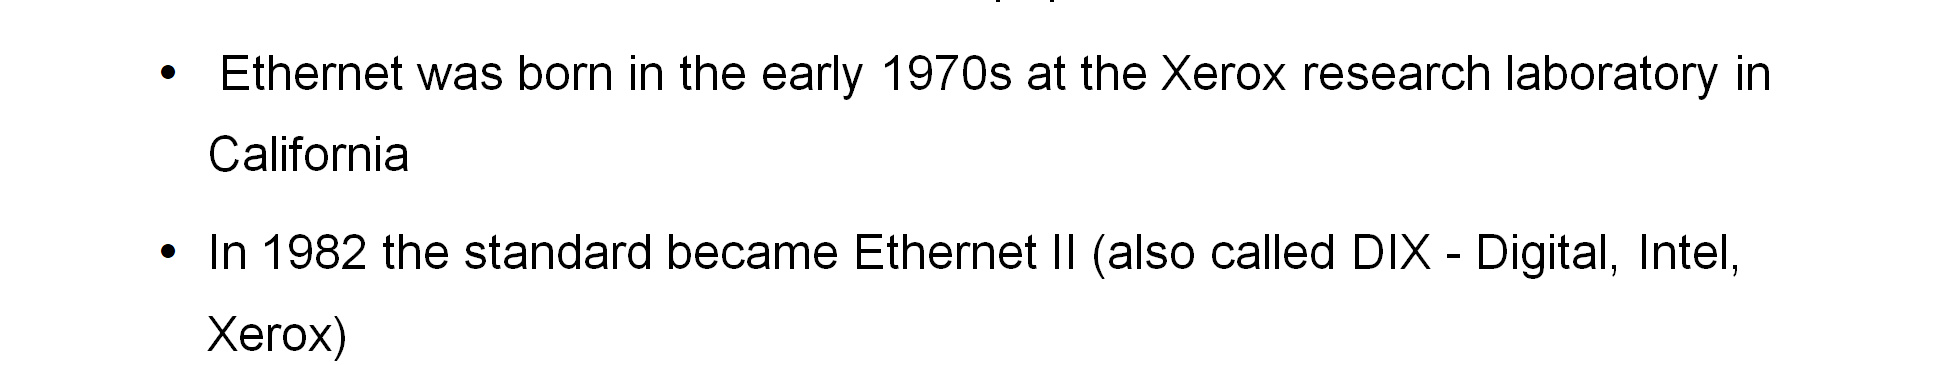 • Ethernet was born in the early 1970s at the Xerox research laboratory in
California
• In 1982 the standard became Ethernet II (also called DIX - Digital, Intel,
Xerox)